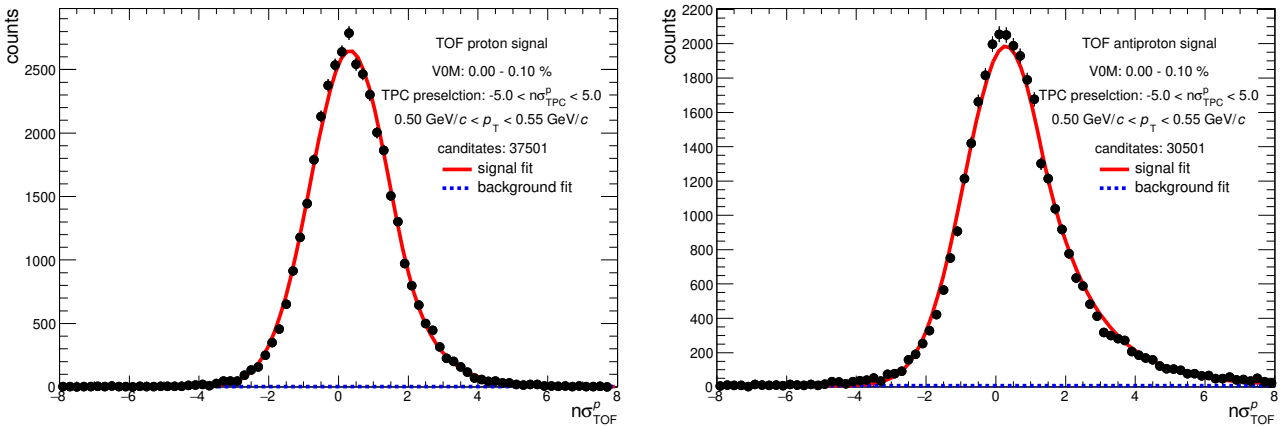 counts
2500
2000
1500
1000
500
0
TOF proton signal
V0M: 0.00 - 0.10 %
TPC preselction: -5.0 < nσ^p_TPC < 5.0
0.50 GeV/c < p_T < 0.55 GeV/c
canditates: 37501
signal fit
background fit
−8 −6 −4 −2 0 2 4 6 8
nσ^p_TOF
counts
2200
2000
1800
1600
1400
1200
1000
800
600
400
200
0
TOF antiproton signal
V0M: 0.00 - 0.10 %
TPC preselction: -5.0 < nσ^p_TPC < 5.0
0.50 GeV/c < p_T < 0.55 GeV/c
canditates: 30501
signal fit
background fit
−8 −6 −4 −2 0 2 4 6 8
nσ^p_TOF